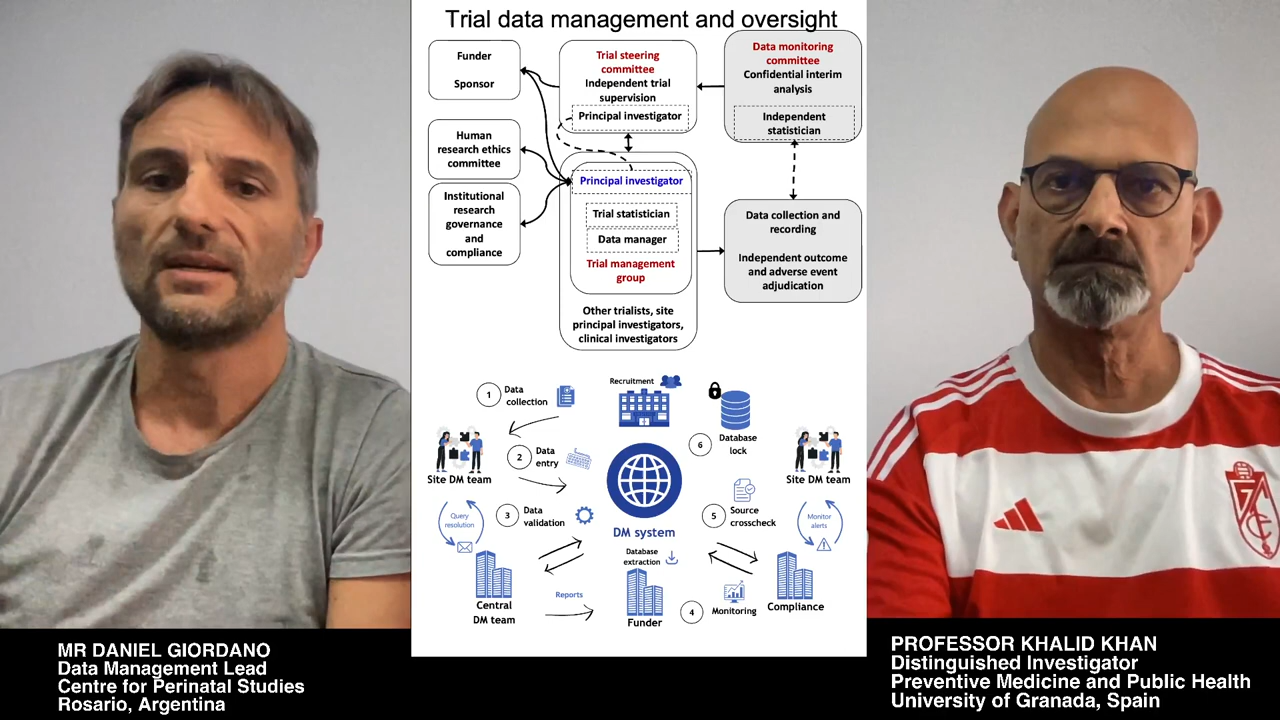 Trial data management and oversight
Funder
Sponsor
Trial steering
committee
Independent trial
supervision
Principal investigator
Data monitoring
committee
Confidential interim
analysis
Independent
statistician
Human
research ethics
committee
Institutional
research
governance
and
compliance
Principal investigator
Trial statistician
Data manager
Trial management
group
Other trialists, site
principal investigators,
clinical investigators
Data collection and
recording
Independent outcome
and adverse event
adjudication
1
Data
collection
Recruitment
Site DM team
2
Data
entry
6
Database
lock
Site DM team
Query
resolution
3
Data
validation
DM system
5
Source
crosscheck
Monitor
alerts
Database
extraction
Central
DM team
Reports
Funder
4
Monitoring
Compliance
MR DANIEL GIORDANO
Data Management Lead
Centre for Perinatal Studies
Rosario, Argentina
PROFESSOR KHALID KHAN
Distinguished Investigator
Preventive Medicine and Public Health
University of Granada, Spain